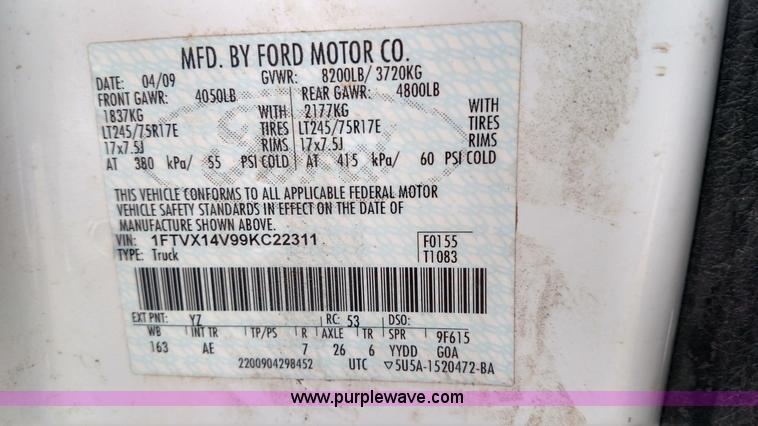 MFD. BY FORD MOTOR CO.
DATE: 04/09 GVWR: 8200LB/ 3720KG
FRONT GAWR: 4050LB REAR GAWR: 4800LB
1837KG WITH 2177KG WITH
LT245/75R17E TIRES LT245/75R17E TIRES
17x7.5J RIMS 17x7.5J RIMS
AT 380 kPa/ 55 PSI COLD AT 415 kPa/ 60 PSI COLD
THIS VEHICLE CONFORMS TO ALL APPLICABLE FEDERAL MOTOR
VEHICLE SAFETY STANDARDS IN EFFECT ON THE DATE OF
MANUFACTURE SHOWN ABOVE.
VIN: 1FTVX14V99KC22311 F0155
TYPE: Truck T1083
EXT PNT: YZ RC: 53 DSO:
WB INT TR TP/PS R AXLE TR SPR 9F615
163 AE 7 26 6 YYDD GOA
2200904298452 UTC ▽5U5A-1520472-BA
www.purplewave.com